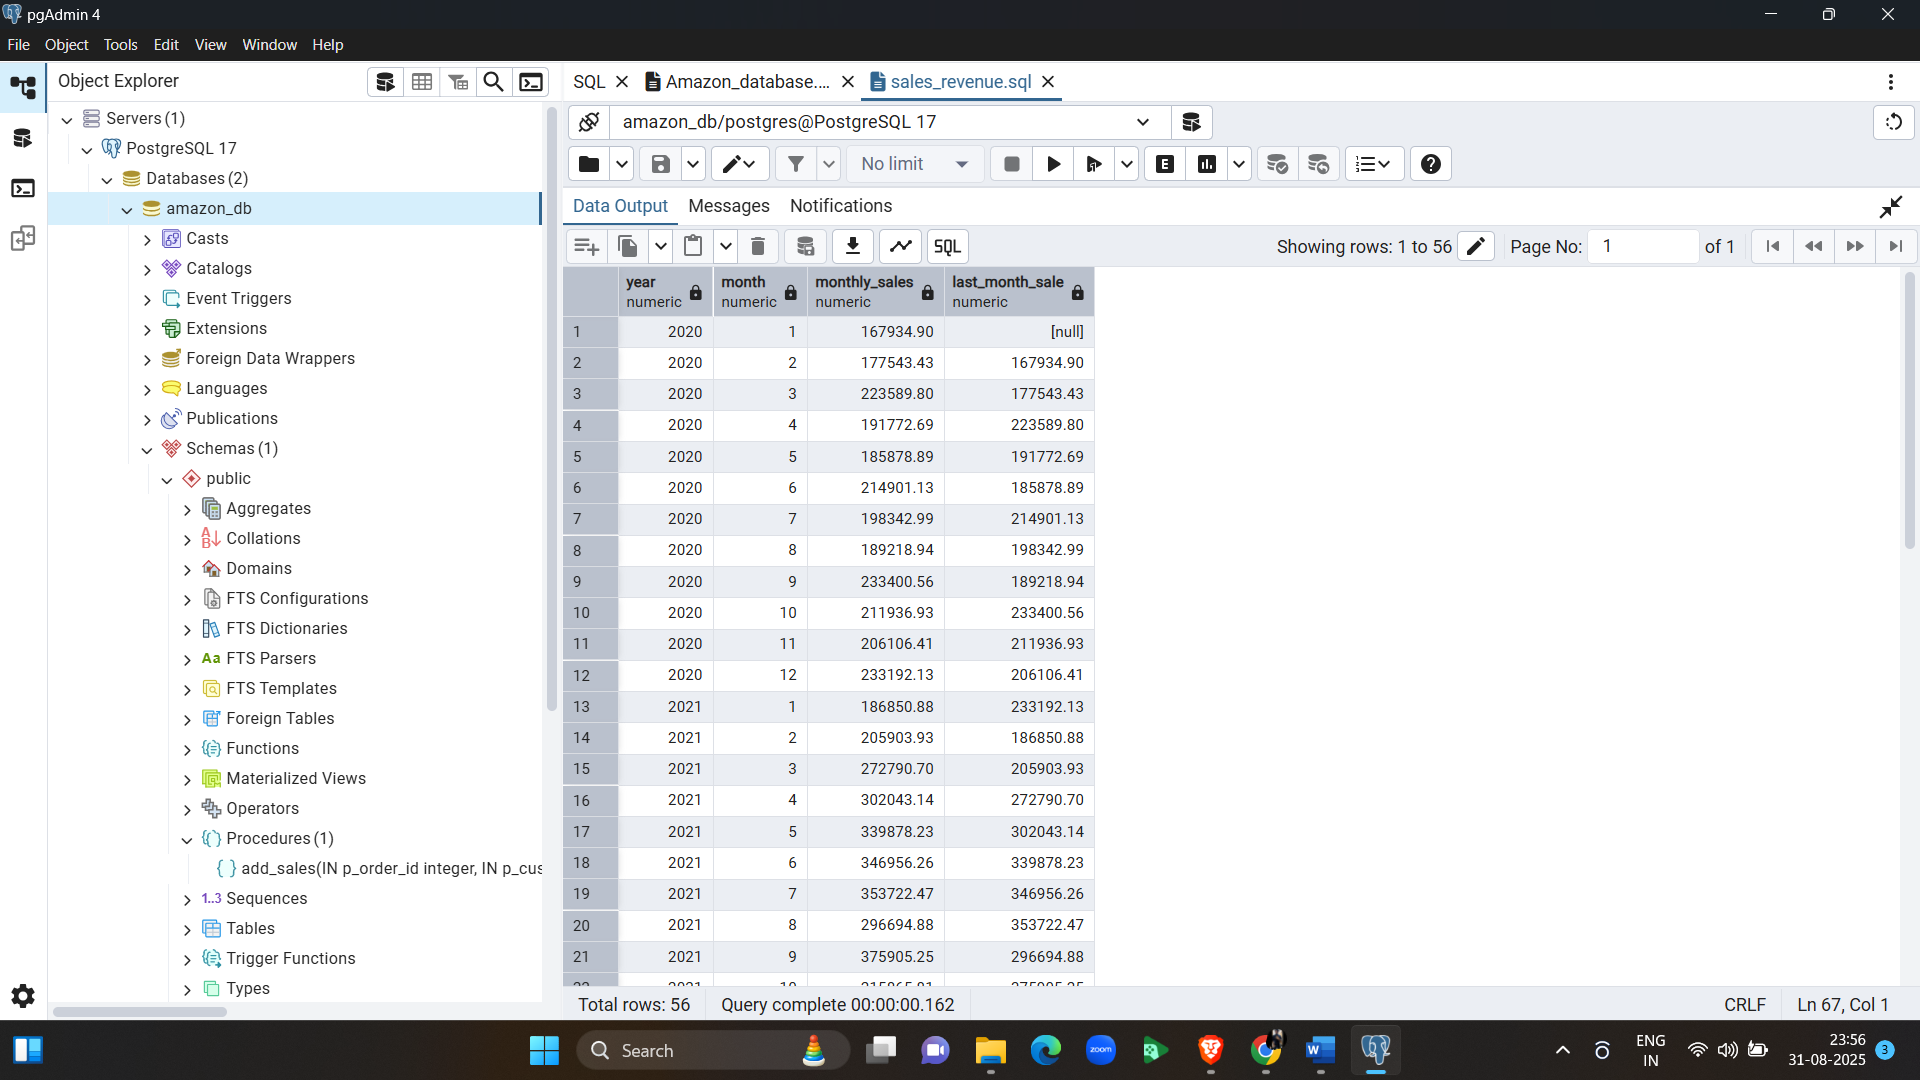 pgAdmin 4
File Object Tools Edit View Window Help
Object Explorer
Servers (1)
PostgreSQL 17
Databases (2)
amazon_db
Casts
Catalogs
Event Triggers
Extensions
Foreign Data Wrappers
Languages
Publications
Schemas (1)
public
Aggregates
Collations
Domains
FTS Configurations
FTS Dictionaries
Aa FTS Parsers
FTS Templates
Foreign Tables
Functions
Materialized Views
Operators
Procedures (1)
add_sales(IN p_order_id integer, IN p_cus
1..3 Sequences
Tables
Trigger Functions
Types
SQL Amazon_database.... sales_revenue.sql
amazon_db/postgres@PostgreSQL 17
No limit E
Data Output Messages Notifications
SQL Showing rows: 1 to 56 Page No: 1 of 1
year month monthly_sales last_month_sale
numeric numeric numeric numeric
1 2020 1 167934.90 [null]
2 2020 2 177543.43 167934.90
3 2020 3 223589.80 177543.43
4 2020 4 191772.69 223589.80
5 2020 5 185878.89 191772.69
6 2020 6 214901.13 185878.89
7 2020 7 198342.99 214901.13
8 2020 8 189218.94 198342.99
9 2020 9 233400.56 189218.94
10 2020 10 211936.93 233400.56
11 2020 11 206106.41 211936.93
12 2020 12 233192.13 206106.41
13 2021 1 186850.88 233192.13
14 2021 2 205903.93 186850.88
15 2021 3 272790.70 205903.93
16 2021 4 302043.14 272790.70
17 2021 5 339878.23 302043.14
18 2021 6 346956.26 339878.23
19 2021 7 353722.47 346956.26
20 2021 8 296694.88 353722.47
21 2021 9 375905.25 296694.88
Total rows: 56 Query complete 00:00:00.162 CRLF Ln 67, Col 1
Search
zoom
ENG
IN
23:56
31-08-2025
3